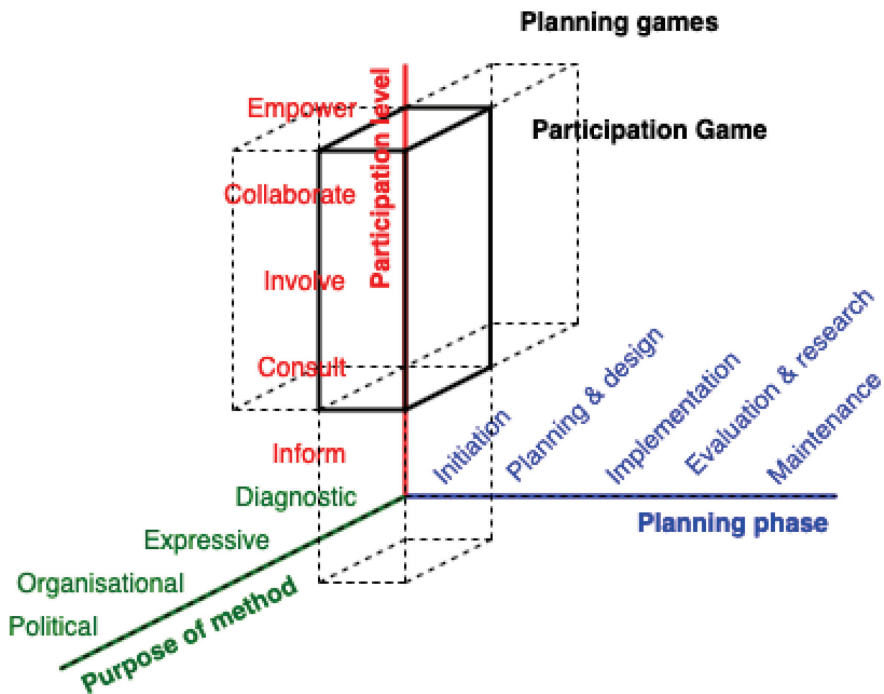 Planning games
Participation Game
Participation level
Empower
Collaborate
Involve
Consult
Inform
Diagnostic
Expressive
Organisational
Political
Purpose of method
Initiation
Planning & design
Implementation
Evaluation & research
Maintenance
Planning phase